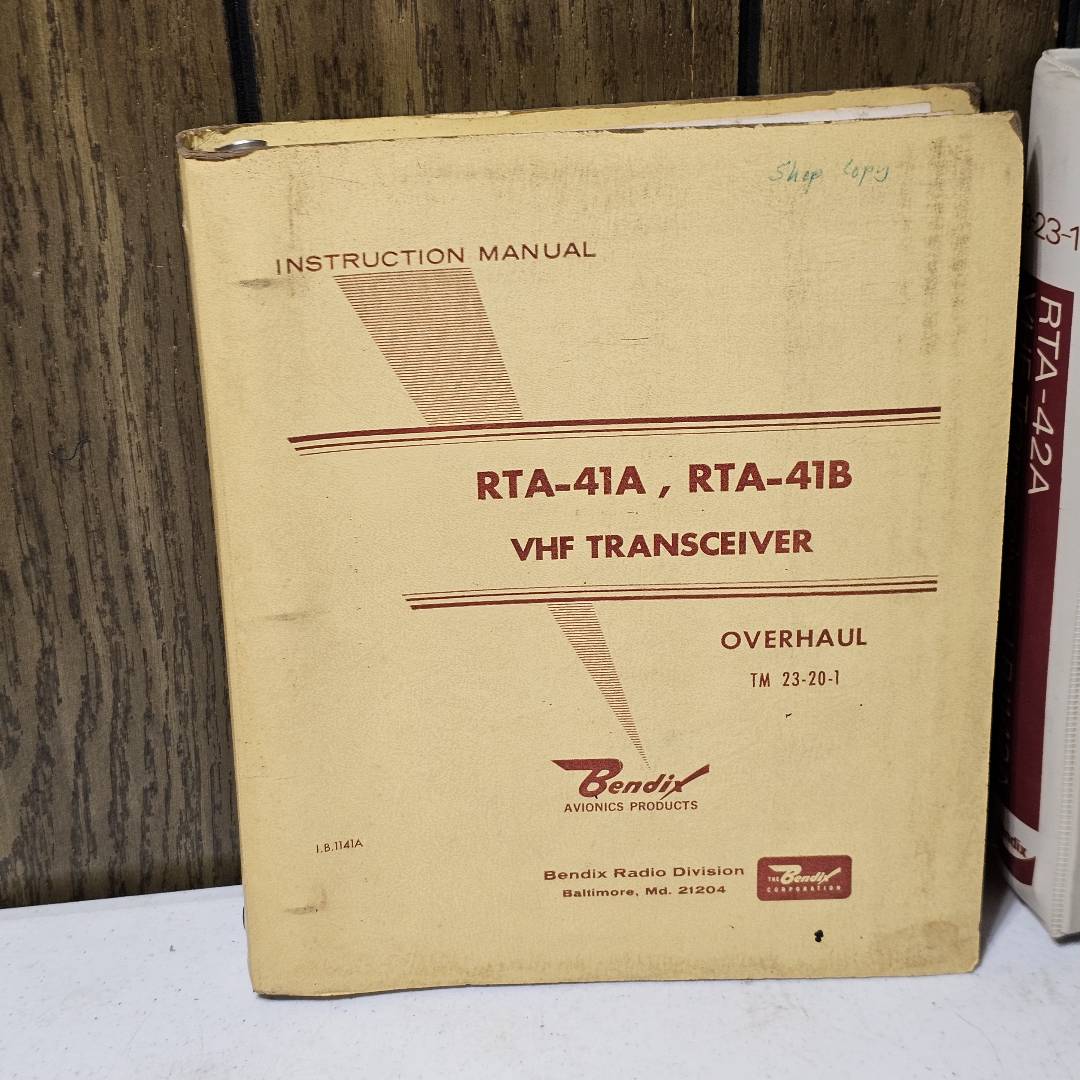 Shop Copy
INSTRUCTION MANUAL
RTA-41A , RTA-41B
VHF TRANSCEIVER
OVERHAUL
TM 23-20-1
Bendix
AVIONICS PRODUCTS
I.B.1141A
Bendix Radio Division
Baltimore, Md. 21204
THE Bendix
CORPORATION
-23-1
RTA-42A